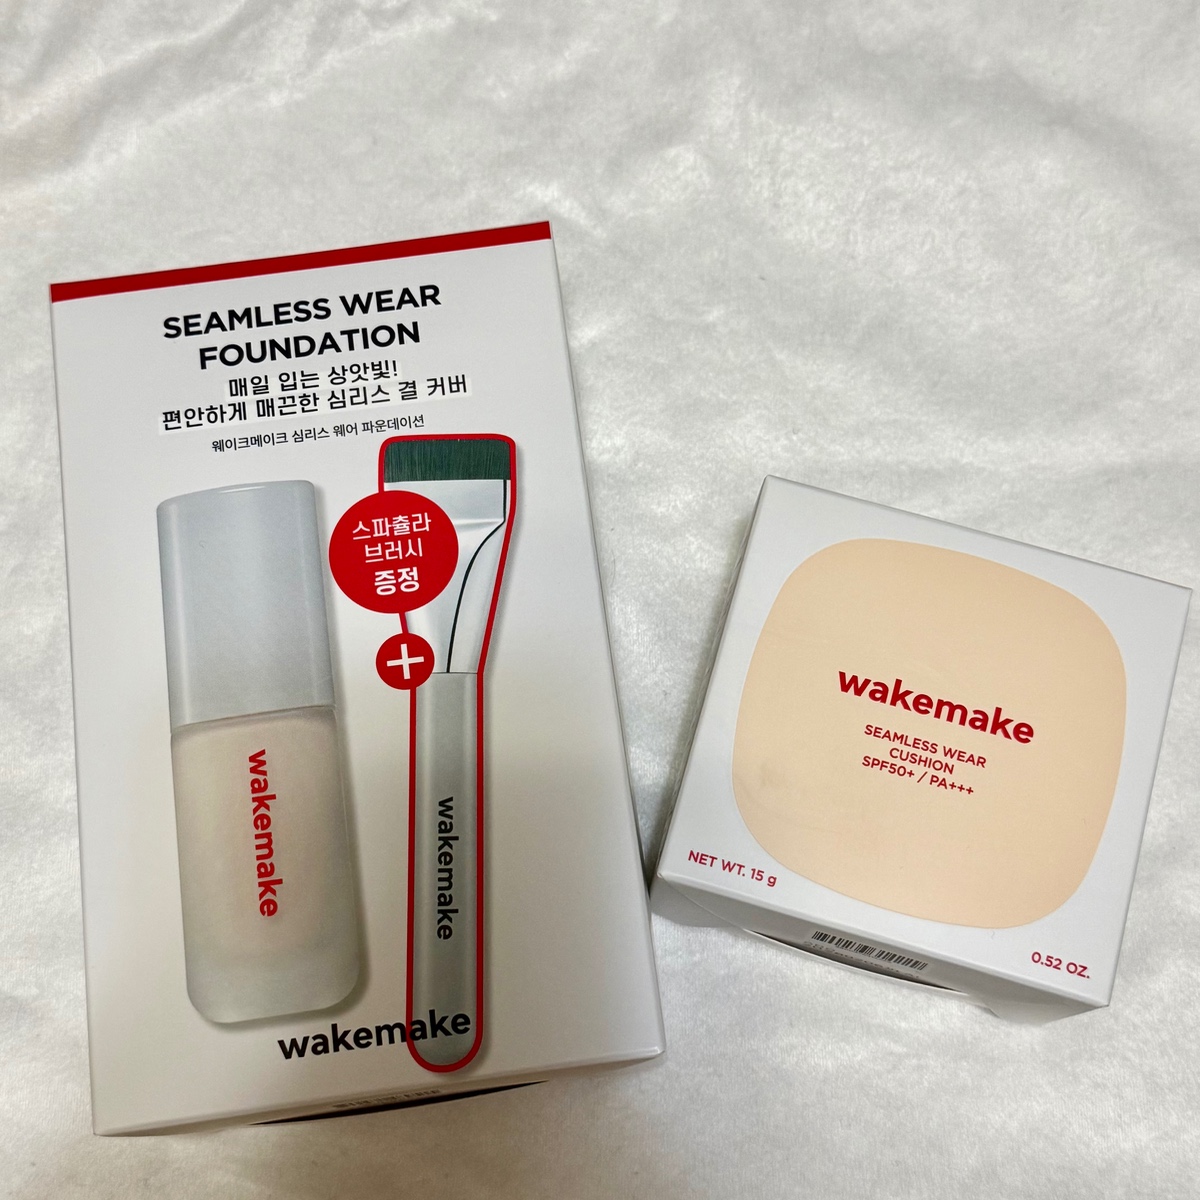 SEAMLESS WEAR
FOUNDATION
매일 입는 상앗빛!
편안하게 매끈한 심리스 결 커버
웨이크메이크 심리스 웨어 파운데이션
스파츌라
브러시
증정
+
wakemake
wakemake
wakemake
wakemake
SEAMLESS WEAR
CUSHION
SPF50+ / PA+++
NET WT. 15 g
0.52 OZ.